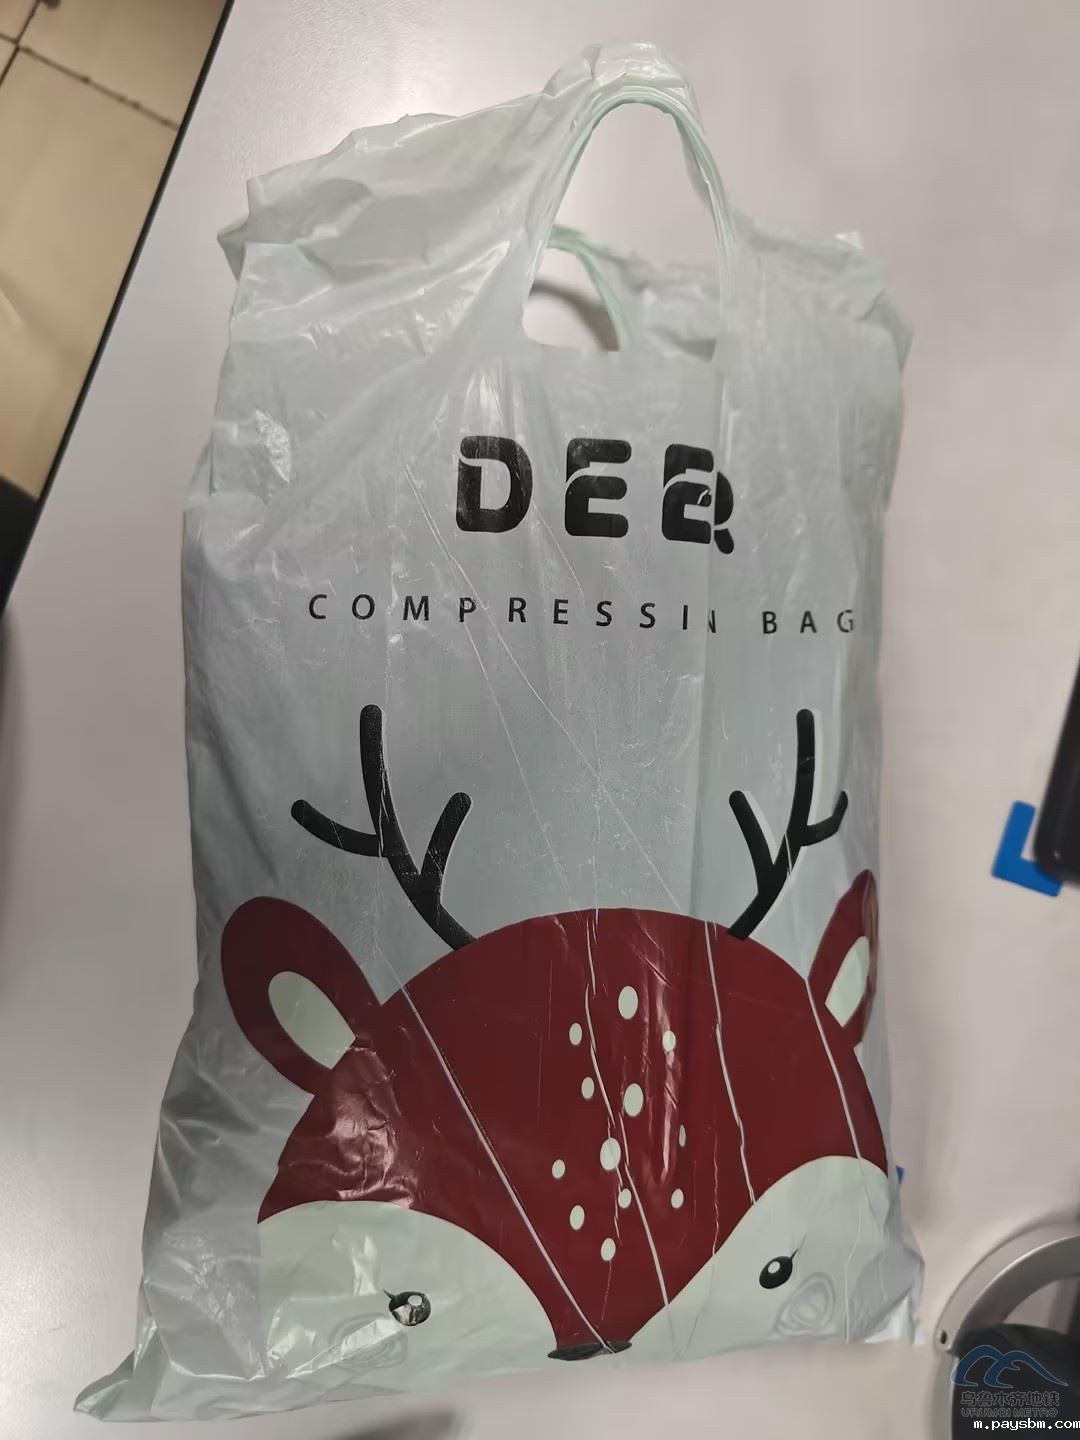 DEER
COMPRESSIN BAG
乌鲁木齐地铁
URUMQI METRO
m.paysbm.com